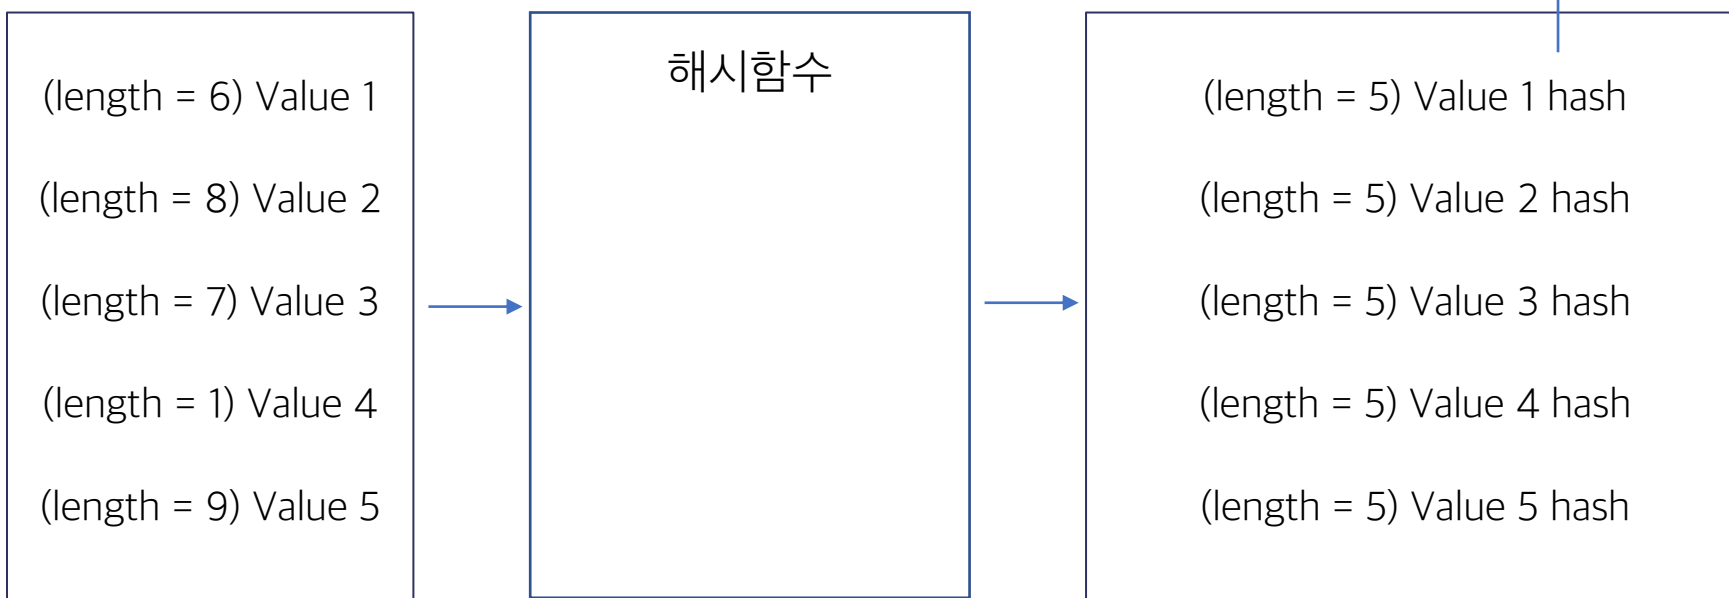 (length = 6) Value 1
(length = 8) Value 2
(length = 7) Value 3
(length = 1) Value 4
(length = 9) Value 5
해시함수
(length = 5) Value 1 hash
(length = 5) Value 2 hash
(length = 5) Value 3 hash
(length = 5) Value 4 hash
(length = 5) Value 5 hash